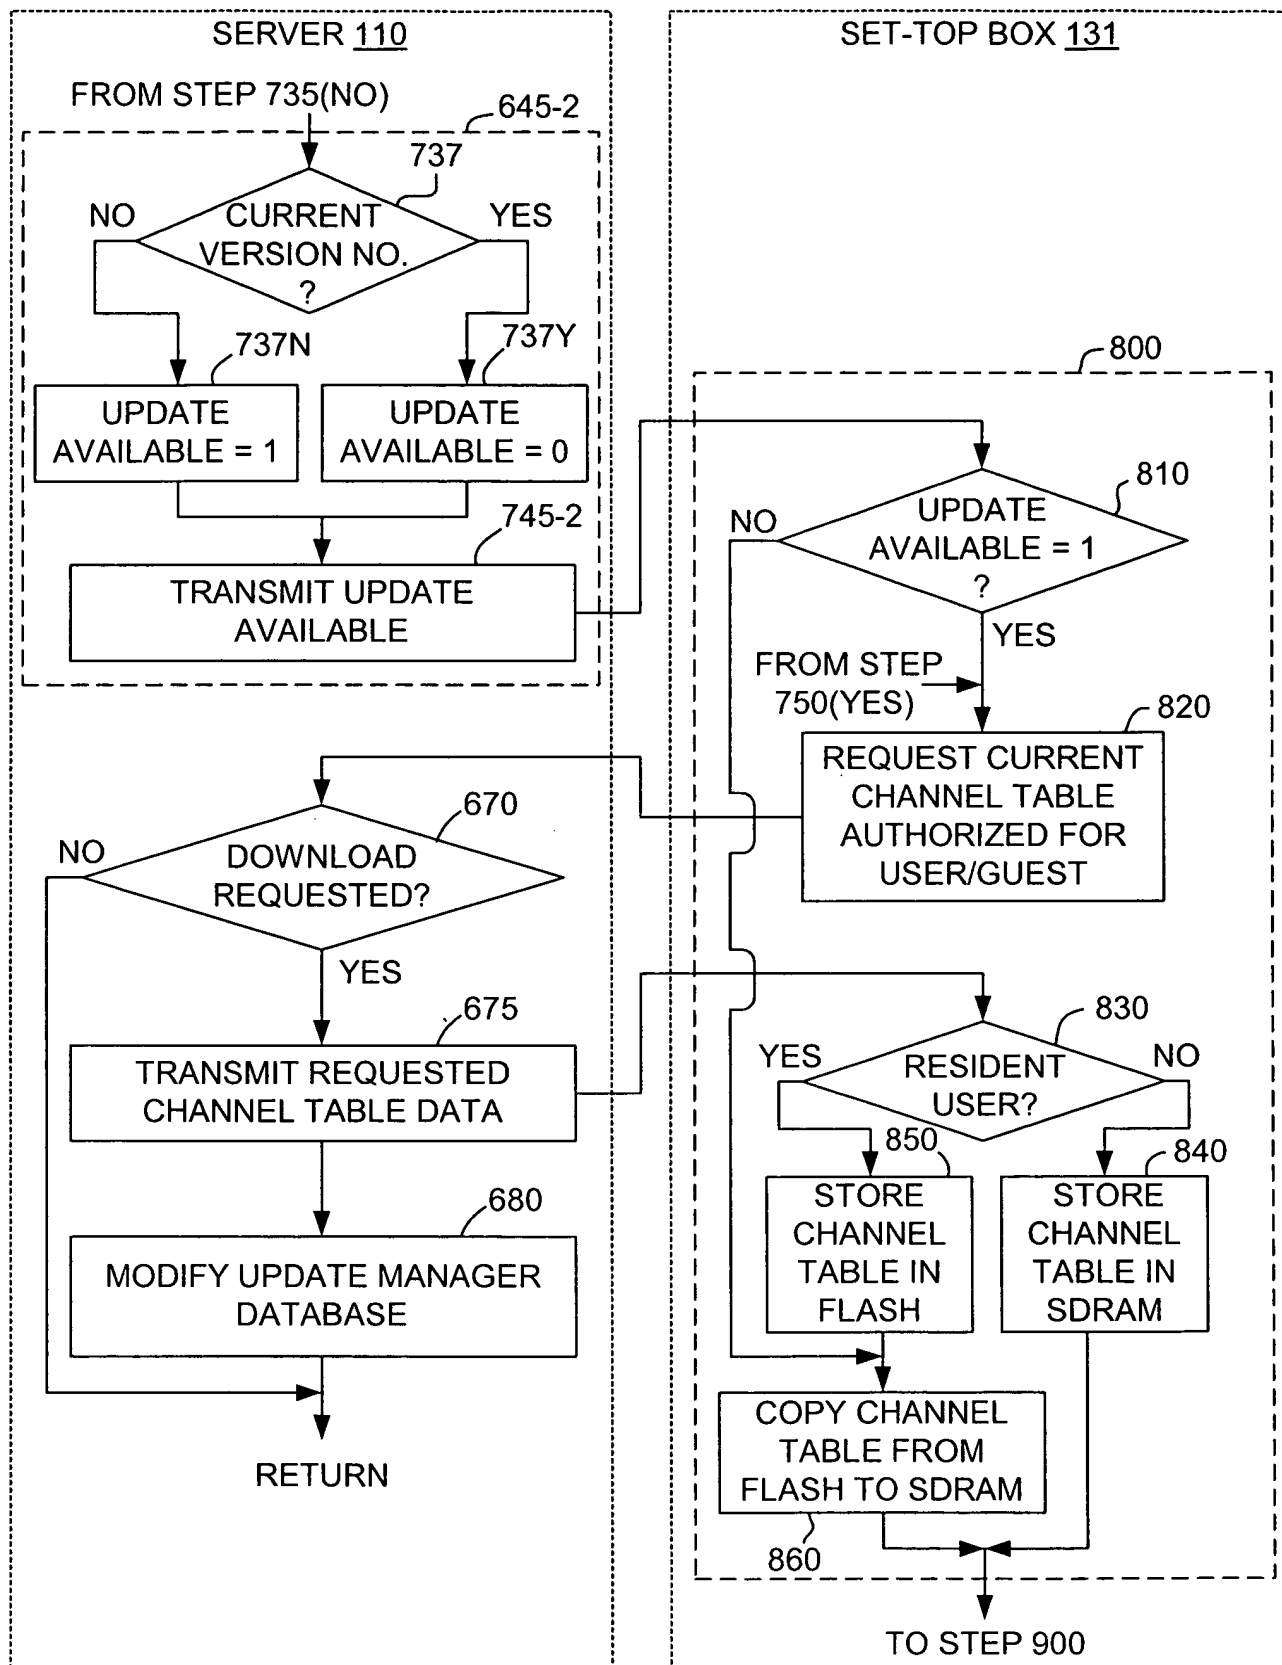 SERVER 110
FROM STEP 735(NO)
645-2
737
NO
YES
CURRENT
VERSION NO.
?
737N
737Y
UPDATE
AVAILABLE = 1
UPDATE
AVAILABLE = 0
745-2
TRANSMIT UPDATE
AVAILABLE
670
NO
DOWNLOAD
REQUESTED?
YES
675
TRANSMIT REQUESTED
CHANNEL TABLE DATA
680
MODIFY UPDATE MANAGER
DATABASE
RETURN
SET-TOP BOX 131
800
810
NO
UPDATE
AVAILABLE = 1
?
YES
FROM STEP
750(YES)
820
REQUEST CURRENT
CHANNEL TABLE
AUTHORIZED FOR
USER/GUEST
830
YES
NO
RESIDENT
USER?
850
840
STORE
CHANNEL
TABLE IN
FLASH
STORE
CHANNEL
TABLE IN
SDRAM
COPY CHANNEL
TABLE FROM
FLASH TO SDRAM
860
TO STEP 900